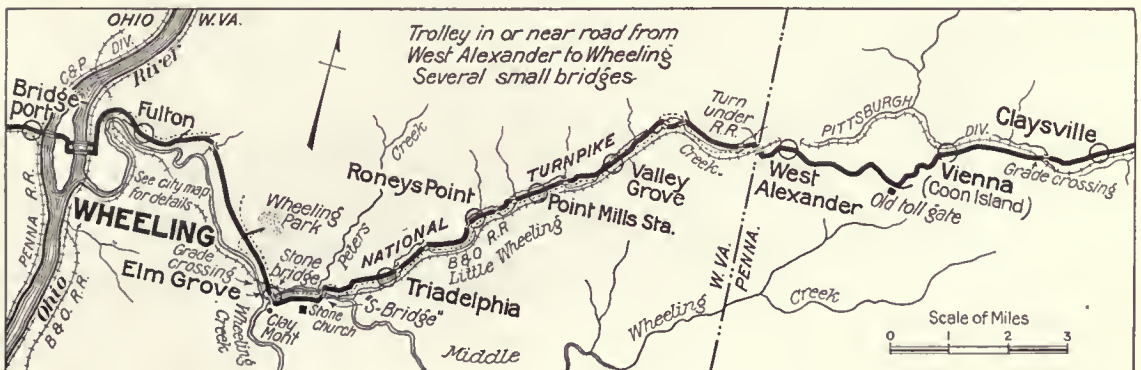 OHIO
W.VA.
C&P. DIV.
River
Bridge
port
Fulton
Trolley in or near road from
West Alexander to Wheeling
Several small bridges
Turn
under
R.R.
PITTSBURGH
DIV.
Claysville
Creek
Roneys Point
TURNPIKE
Creek
Valley
Grove
West
Alexander
Vienna
(Coon Island)
Grade crossing
Old toll gate
See city map
for details
Wheeling
Park
Point Mills Sta.
WHEELING
PENNA R.R.
NATIONAL
B&O R.R
Little Wheeling
Peters
Grade
crossing
Stone
bridge
Elm Grove
Triadelphia
W.VA.
PENNA.
Ohio
B&O. R.R.
Wheeling
Creek
Clay
Mont
Stone
church
"S-Bridge"
Middle
Wheeling
Creek
Scale of Miles
0 1 2 3